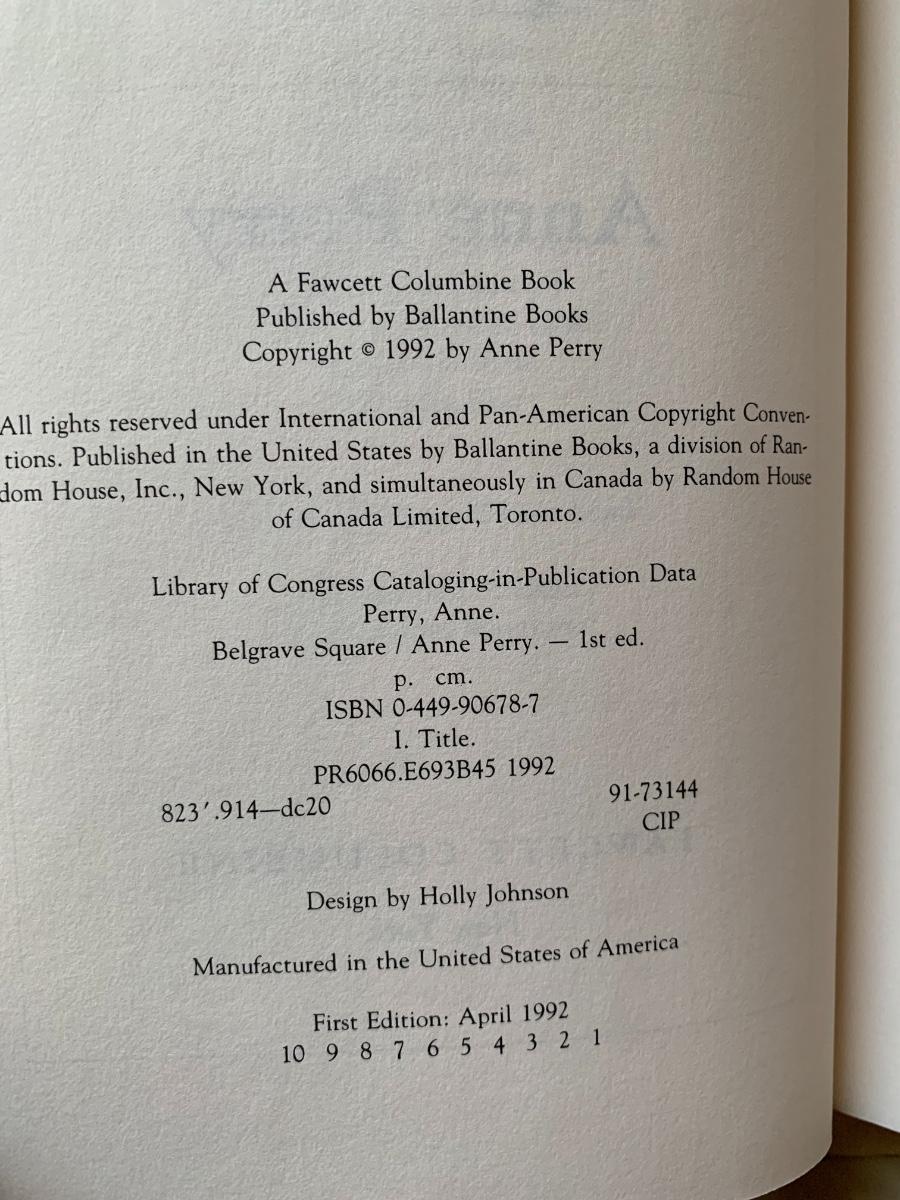 A Fawcett Columbine Book
Published by Ballantine Books
Copyright © 1992 by Anne Perry
All rights reserved under International and Pan-American Copyright Conven-
tions. Published in the United States by Ballantine Books, a division of Ran-
dom House, Inc., New York, and simultaneously in Canada by Random House
of Canada Limited, Toronto.
Library of Congress Cataloging-in-Publication Data
Perry, Anne.
Belgrave Square / Anne Perry. — 1st ed.
p. cm.
ISBN 0-449-90678-7
I. Title.
PR6066.E693B45 1992
823′.914—dc20 91-73144
CIP
Design by Holly Johnson
Manufactured in the United States of America
First Edition: April 1992
10 9 8 7 6 5 4 3 2 1